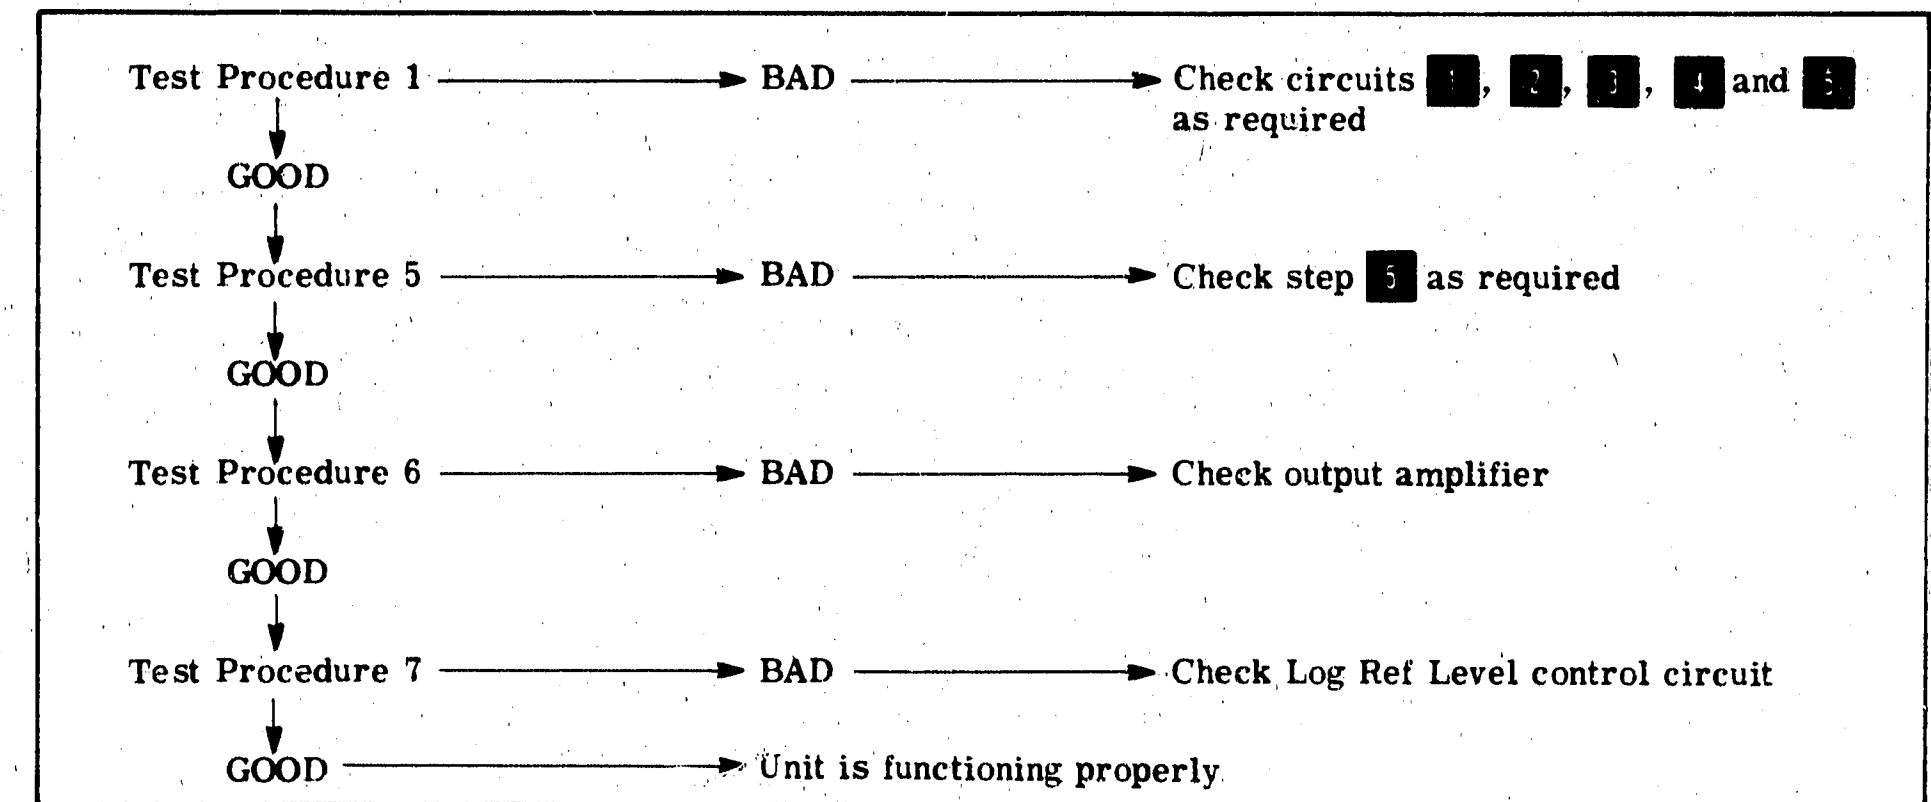 Test Procedure 1 BAD Check circuits 1, 2, 3, 4 and 5
as required
GOOD
Test Procedure 5 BAD Check step 5 as required
GOOD
Test Procedure 6 BAD Check output amplifier
GOOD
Test Procedure 7 BAD Check Log Ref Level control circuit
GOOD Unit is functioning properly